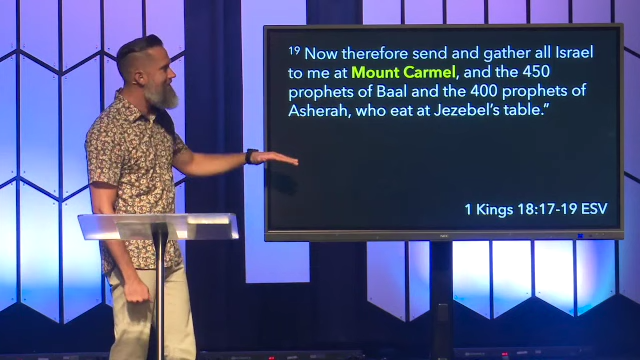 19 Now therefore send and gather all Israel
to me at Mount Carmel, and the 450
prophets of Baal and the 400 prophets of
Asherah, who eat at Jezebel's table.”
1 Kings 18:17-19 ESV